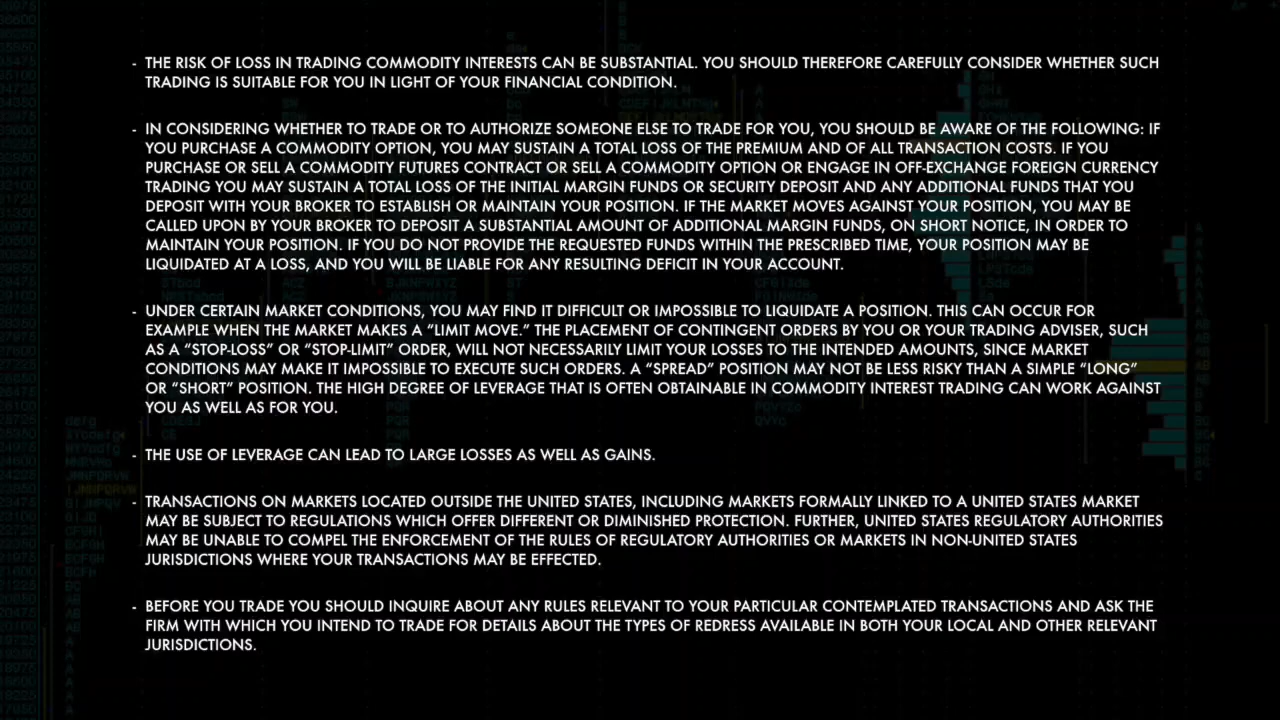 - THE RISK OF LOSS IN TRADING COMMODITY INTERESTS CAN BE SUBSTANTIAL. YOU SHOULD THEREFORE CAREFULLY CONSIDER WHETHER SUCH
TRADING IS SUITABLE FOR YOU IN LIGHT OF YOUR FINANCIAL CONDITION.
- IN CONSIDERING WHETHER TO TRADE OR TO AUTHORIZE SOMEONE ELSE TO TRADE FOR YOU, YOU SHOULD BE AWARE OF THE FOLLOWING: IF
YOU PURCHASE A COMMODITY OPTION, YOU MAY SUSTAIN A TOTAL LOSS OF THE PREMIUM AND OF ALL TRANSACTION COSTS. IF YOU
PURCHASE OR SELL A COMMODITY FUTURES CONTRACT OR SELL A COMMODITY OPTION OR ENGAGE IN OFF-EXCHANGE FOREIGN CURRENCY
TRADING YOU MAY SUSTAIN A TOTAL LOSS OF THE INITIAL MARGIN FUNDS OR SECURITY DEPOSIT AND ANY ADDITIONAL FUNDS THAT YOU
DEPOSIT WITH YOUR BROKER TO ESTABLISH OR MAINTAIN YOUR POSITION. IF THE MARKET MOVES AGAINST YOUR POSITION, YOU MAY BE
CALLED UPON BY YOUR BROKER TO DEPOSIT A SUBSTANTIAL AMOUNT OF ADDITIONAL MARGIN FUNDS, ON SHORT NOTICE, IN ORDER TO
MAINTAIN YOUR POSITION. IF YOU DO NOT PROVIDE THE REQUESTED FUNDS WITHIN THE PRESCRIBED TIME, YOUR POSITION MAY BE
LIQUIDATED AT A LOSS, AND YOU WILL BE LIABLE FOR ANY RESULTING DEFICIT IN YOUR ACCOUNT.
- UNDER CERTAIN MARKET CONDITIONS, YOU MAY FIND IT DIFFICULT OR IMPOSSIBLE TO LIQUIDATE A POSITION. THIS CAN OCCUR FOR
EXAMPLE WHEN THE MARKET MAKES A “LIMIT MOVE.” THE PLACEMENT OF CONTINGENT ORDERS BY YOU OR YOUR TRADING ADVISER, SUCH
AS A “STOP-LOSS” OR “STOP-LIMIT” ORDER, WILL NOT NECESSARILY LIMIT YOUR LOSSES TO THE INTENDED AMOUNTS, SINCE MARKET
CONDITIONS MAY MAKE IT IMPOSSIBLE TO EXECUTE SUCH ORDERS. A “SPREAD” POSITION MAY NOT BE LESS RISKY THAN A SIMPLE “LONG”
OR “SHORT” POSITION. THE HIGH DEGREE OF LEVERAGE THAT IS OFTEN OBTAINABLE IN COMMODITY INTEREST TRADING CAN WORK AGAINST
YOU AS WELL AS FOR YOU.
- THE USE OF LEVERAGE CAN LEAD TO LARGE LOSSES AS WELL AS GAINS.
- TRANSACTIONS ON MARKETS LOCATED OUTSIDE THE UNITED STATES, INCLUDING MARKETS FORMALLY LINKED TO A UNITED STATES MARKET
MAY BE SUBJECT TO REGULATIONS WHICH OFFER DIFFERENT OR DIMINISHED PROTECTION. FURTHER, UNITED STATES REGULATORY AUTHORITIES
MAY BE UNABLE TO COMPEL THE ENFORCEMENT OF THE RULES OF REGULATORY AUTHORITIES OR MARKETS IN NON-UNITED STATES
JURISDICTIONS WHERE YOUR TRANSACTIONS MAY BE EFFECTED.
- BEFORE YOU TRADE YOU SHOULD INQUIRE ABOUT ANY RULES RELEVANT TO YOUR PARTICULAR CONTEMPLATED TRANSACTIONS AND ASK THE
FIRM WITH WHICH YOU INTEND TO TRADE FOR DETAILS ABOUT THE TYPES OF REDRESS AVAILABLE IN BOTH YOUR LOCAL AND OTHER RELEVANT
JURISDICTIONS.